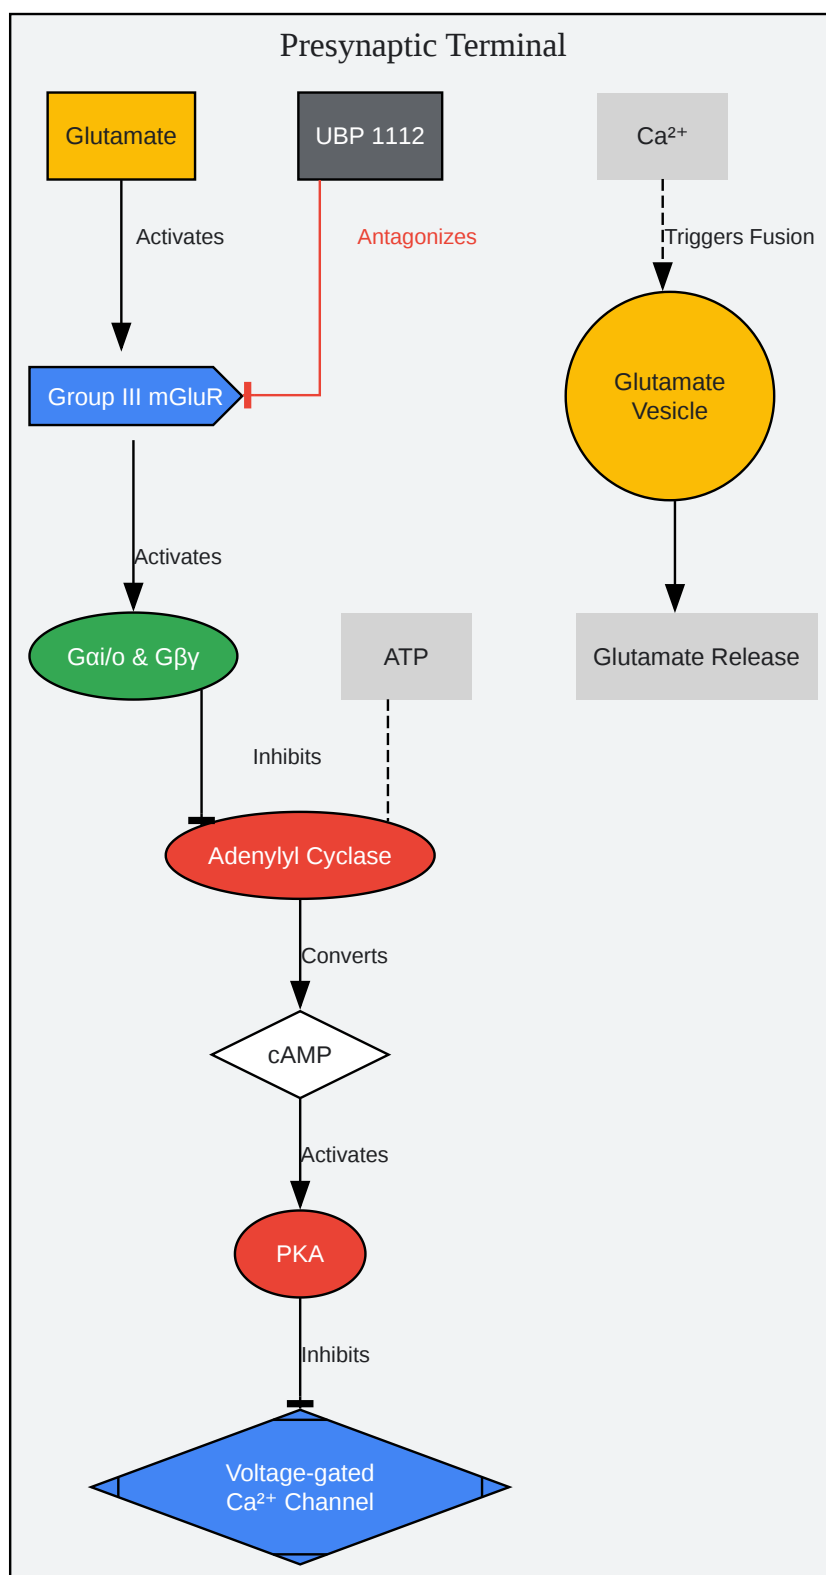 Presynaptic Terminal
Glutamate
UBP 1112
Ca²⁺
Activates
Antagonizes
Triggers Fusion
Group III mGluR
Glutamate
Vesicle
Activates
Gαi/o & Gβγ
ATP
Glutamate Release
Inhibits
Adenylyl Cyclase
Converts
cAMP
Activates
PKA
Inhibits
Voltage-gated
Ca²⁺ Channel